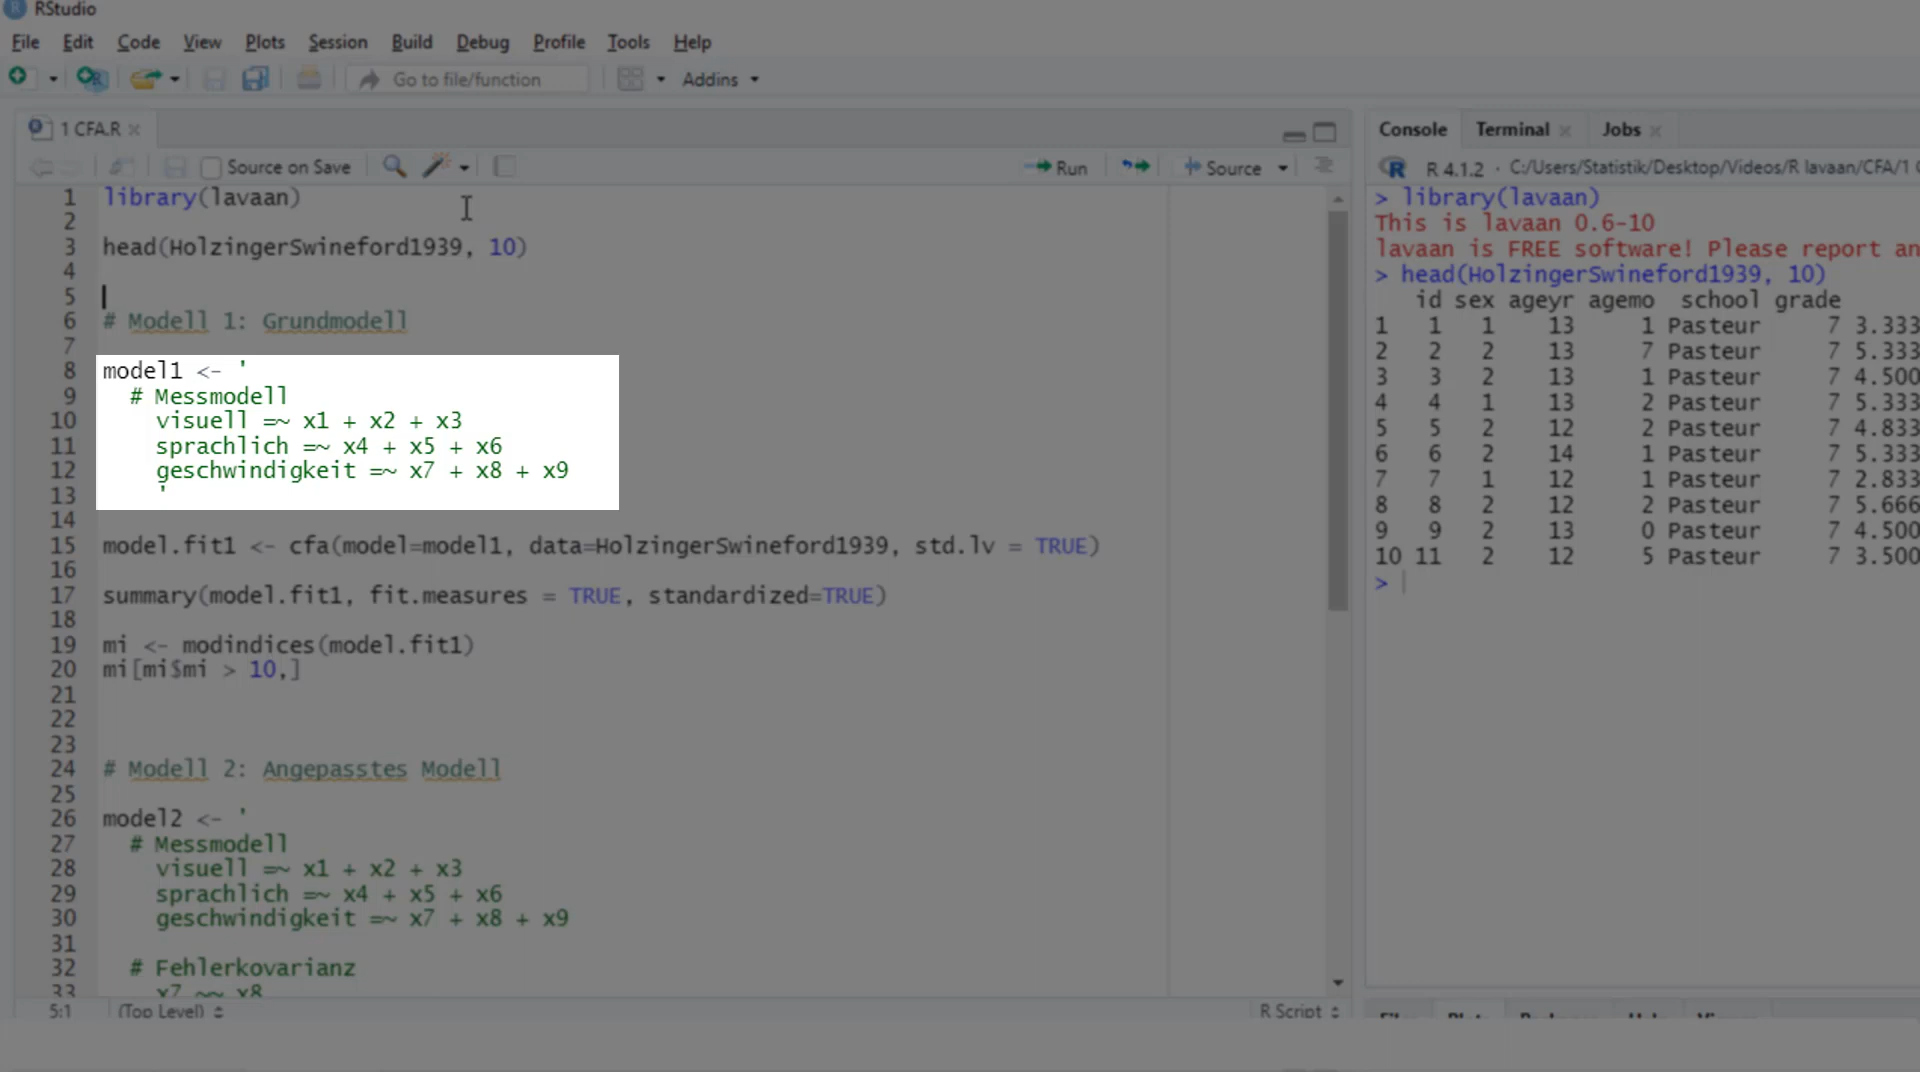 RStudio
File Edit Code View Plots Session Build Debug Profile Tools Help
Go to file/function Addins
1 CFA.R
Source on Save Run Source
1 library(lavaan)
2
3 head(HolzingerSwineford1939, 10)
4
5
6 # Modell 1: Grundmodell
7
8 model1 <- '
9 # Messmodell
10 visuell =~ x1 + x2 + x3
11 sprachlich =~ x4 + x5 + x6
12 geschwindigkeit =~ x7 + x8 + x9
13 '
14
15 model.fit1 <- cfa(model=model1, data=HolzingerSwineford1939, std.lv = TRUE)
16
17 summary(model.fit1, fit.measures = TRUE, standardized=TRUE)
18
19 mi <- modindices(model.fit1)
20 mi[mi$mi > 10,]
21
22
23
24 # Modell 2: Angepasstes Modell
25
26 model2 <- '
27 # Messmodell
28 visuell =~ x1 + x2 + x3
29 sprachlich =~ x4 + x5 + x6
30 geschwindigkeit =~ x7 + x8 + x9
31
32 # Fehlerkovarianz
33 x7 ~~ x8
5:1 (Top Level) R Script
Console Terminal Jobs
R 4.1.2 · C:/Users/Statistik/Desktop/Videos/R lavaan/CFA/1
> library(lavaan)
This is lavaan 0.6-10
lavaan is FREE software! Please report an
> head(HolzingerSwineford1939, 10)
id sex ageyr agemo school grade
1 1 1 13 1 Pasteur 7 3.333
2 2 2 13 7 Pasteur 7 5.333
3 3 2 13 1 Pasteur 7 4.500
4 4 1 13 2 Pasteur 7 5.333
5 5 2 12 2 Pasteur 7 4.833
6 6 2 14 1 Pasteur 7 5.333
7 7 1 12 1 Pasteur 7 2.833
8 8 2 12 2 Pasteur 7 5.666
9 9 2 13 0 Pasteur 7 4.500
10 11 2 12 5 Pasteur 7 3.500
>